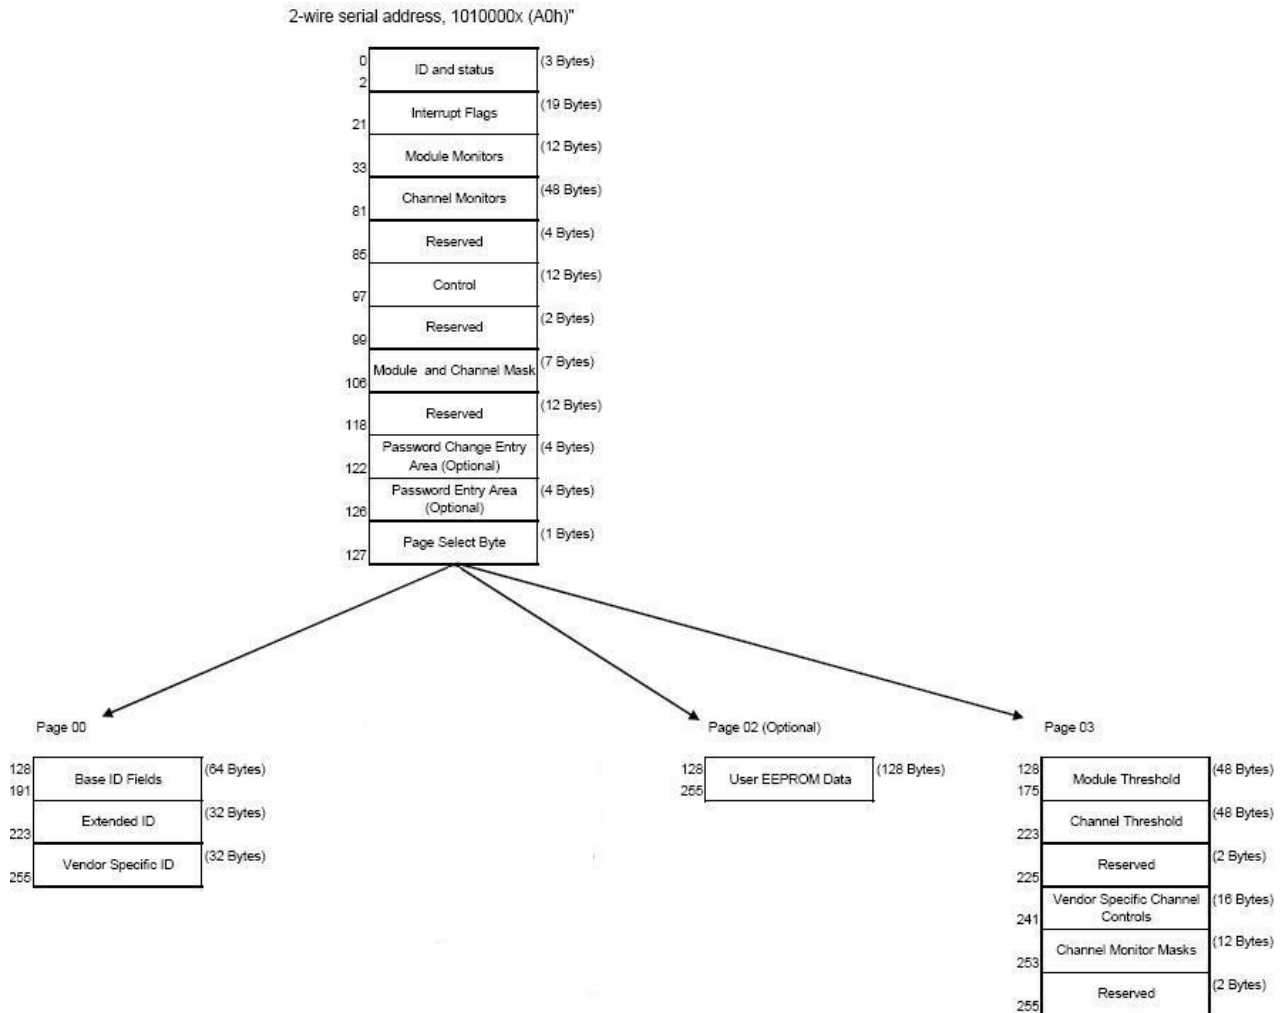 2-wire serial address, 1010000x (A0h)"
0
2
ID and status
(3 Bytes)
21
Interrupt Flags
(19 Bytes)
33
Module Monitors
(12 Bytes)
81
Channel Monitors
(48 Bytes)
85
Reserved
(4 Bytes)
97
Control
(12 Bytes)
99
Reserved
(2 Bytes)
106
Module and Channel Mask
(7 Bytes)
118
Reserved
(12 Bytes)
122
Password Change Entry
Area (Optional)
(4 Bytes)
126
Password Entry Area
(Optional)
(4 Bytes)
127
Page Select Byte
(1 Bytes)
Page 00
128
191
Base ID Fields
(64 Bytes)
223
Extended ID
(32 Bytes)
255
Vendor Specific ID
(32 Bytes)
Page 02 (Optional)
128
255
User EEPROM Data
(128 Bytes)
Page 03
128
175
Module Threshold
(48 Bytes)
223
Channel Threshold
(48 Bytes)
225
Reserved
(2 Bytes)
241
Vendor Specific Channel
Controls
(16 Bytes)
253
Channel Monitor Masks
(12 Bytes)
255
Reserved
(2 Bytes)